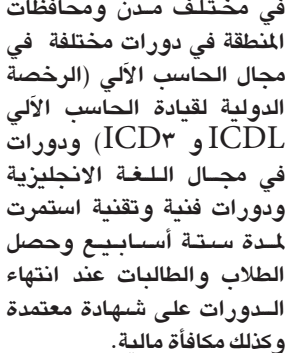 في مختلف مدن ومحافظات
المنطقة في دورات مختلفة في
مجال الحاسب الآلي (الرخصة
الدولية لقيادة الحاسب الآلي
ICDL و ICD٣) ودورات
في مجال اللغة الانجليزية
ودورات فنية وتقنية استمرت
لمدة ستة أسابيع وحصل
الطلاب والطالبات عند انتهاء
الدورات على شهادة معتمدة
وكذلك مكافأة مالية.